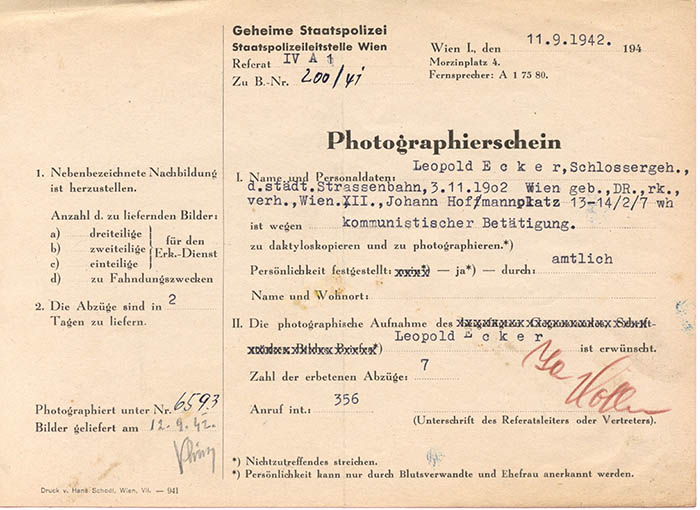 Geheime Staatspolizei
Staatspolizeileitstelle Wien
Referat IV A 1
Zu B.-Nr. 200/41
Wien I., den 11.9.1942. 194
Morzinplatz 4.
Fernsprecher: A 1 75 80.
Photographierschein
1. Nebenbezeichnete Nachbildung
ist herzustellen.
Anzahl d. zu liefernden Bilder:
a) dreiteilige
b) zweiteilige
c) einteilige
für den
Erk.-Dienst
d) zu Fahndungszwecken
2. Die Abzüge sind in 2
Tagen zu liefern.
Photographiert unter Nr. 6593
Bilder geliefert am 12.9.42.
I. Name und Personaldaten: Leopold E c k e r, Schlossergeh.,
d.städt.Strassenbahn, 3.11.1902 Wien geb., DR., rk.,
verh., Wien.XII., Johann Hoffmannplatz 13-14/2/7 wh
ist wegen kommunistischer Betätigung.
zu daktyloskopieren und zu photographieren.*)
Persönlichkeit festgestellt: xxxx*) — ja*) — durch: amtlich
Name und Wohnort:
II. Die photographische Aufnahme des
Leopold E c k e r ist erwünscht.
Zahl der erbetenen Abzüge: 7
Anruf int.: 356
(Unterschrift des Referatsleiters oder Vertreters).
*) Nichtzutreffendes streichen.
*) Persönlichkeit kann nur durch Blutsverwandte und Ehefrau anerkannt werden.
Druck v. Hans Schodl, Wien, VII. — 941